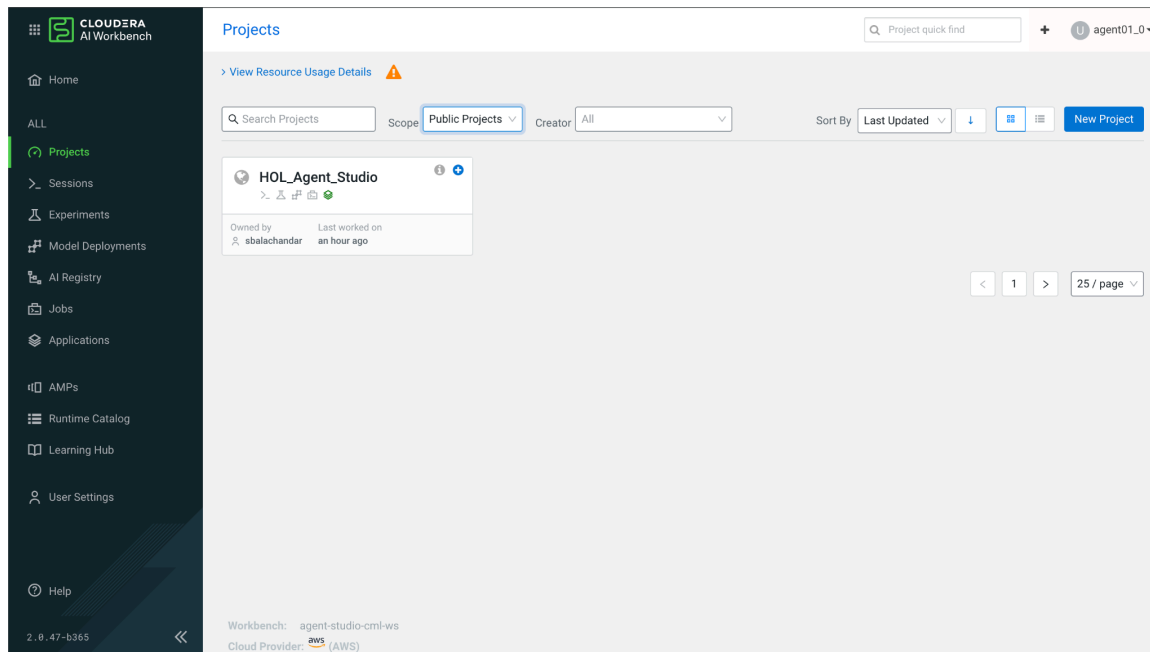 CLOUDERA
AI Workbench
Home
ALL
Projects
Sessions
Experiments
Model Deployments
AI Registry
Jobs
Applications
AMPs
Runtime Catalog
Learning Hub
User Settings
Help
2.0.47-b365
Projects
Project quick find
U agent01_0
> View Resource Usage Details
Search Projects Scope Public Projects Creator All Sort By Last Updated New Project
HOL_Agent_Studio
Owned by Last worked on
sbalachandar an hour ago
< 1 > 25 / page
Workbench: agent-studio-cml-ws
Cloud Provider: aws (AWS)